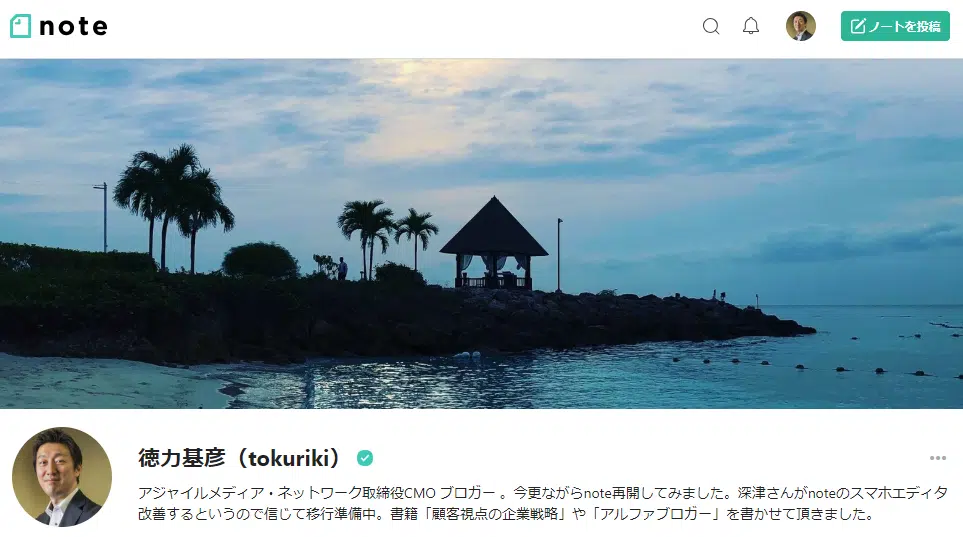 note
ノートを投稿
徳力基彦（tokuriki）
アジャイルメディア・ネットワーク取締役CMO ブロガー 。今更ながらnote再開してみました。深津さんがnoteのスマホエディタ
改善するというので信じて移行準備中。書籍「顧客視点の企業戦略」や「アルファブロガー」を書かせて頂きました。